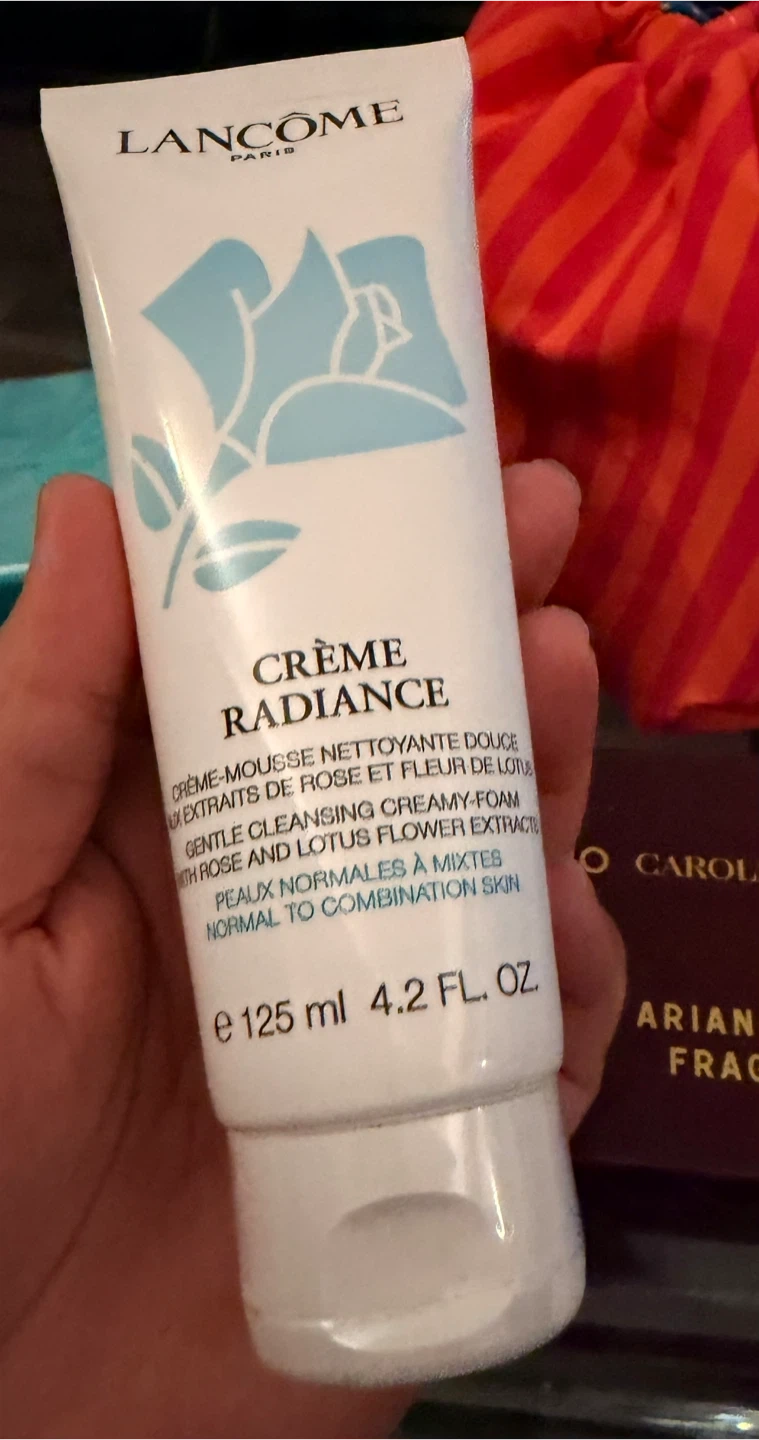 LANCÔME
PARIS
CRÈME
RADIANCE
CRÈME-MOUSSE NETTOYANTE DOUCE
EXTRAITS DE ROSE ET FLEUR DE LOTUS
GENTLE CLEANSING CREAMY-FOAM
ROSE AND LOTUS FLOWER EXTRACTS
PEAUX NORMALES À MIXTES
NORMAL TO COMBINATION SKIN
e 125 ml 4.2 FL. OZ.
CAROL
ARIAN
FRAG